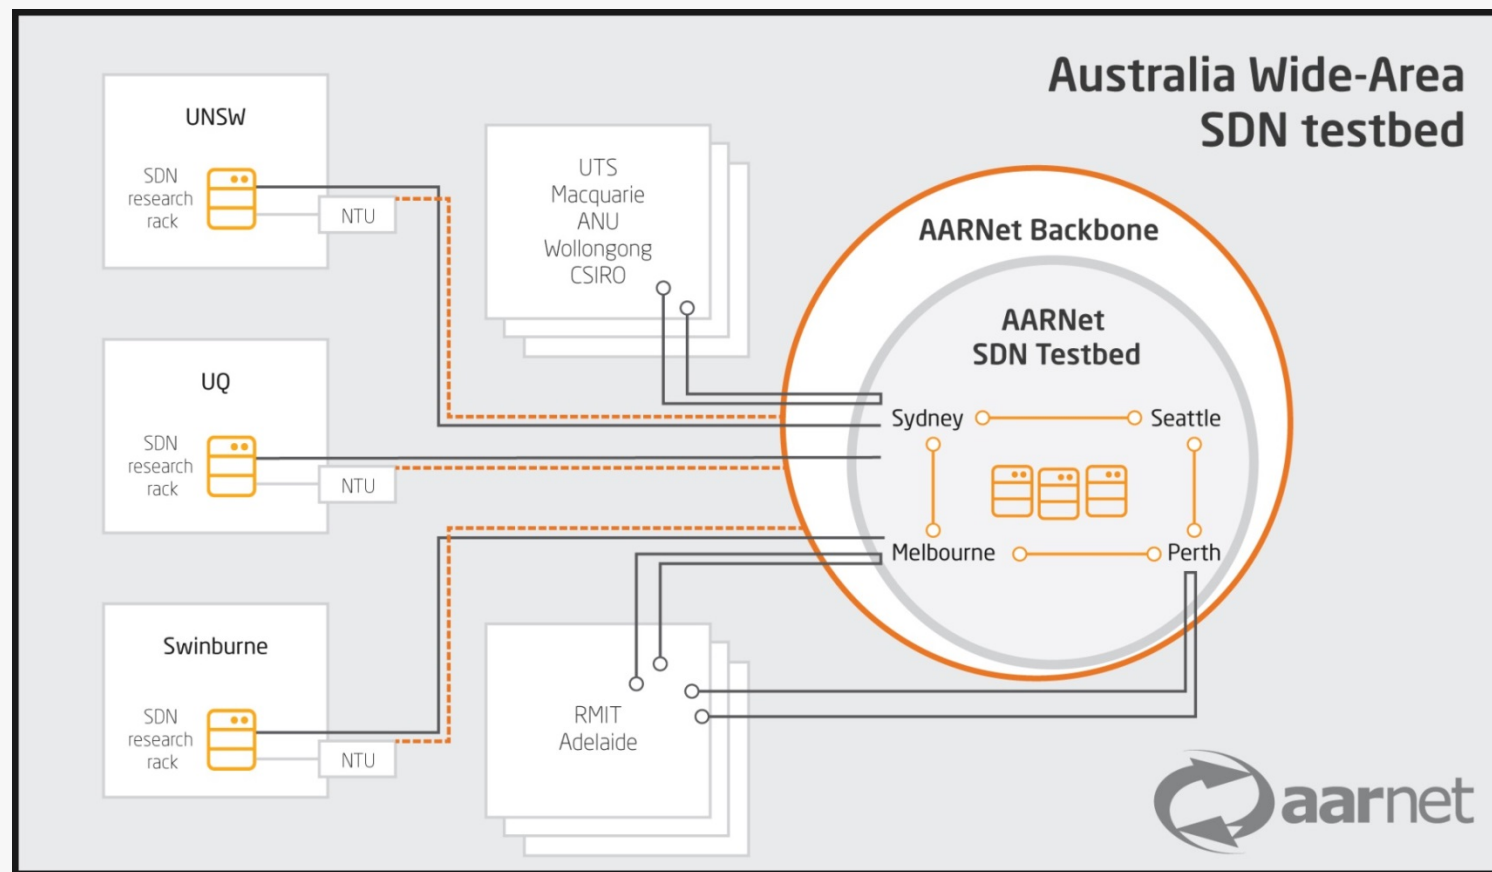 Australia Wide-Area
SDN testbed
UNSW
SDN
research
rack
NTU
UTS
Macquarie
ANU
Wollongong
CSIRO
AARNet Backbone
AARNet
SDN Testbed
UQ
SDN
research
rack
NTU
Sydney
Seattle
Melbourne
Perth
Swinburne
SDN
research
rack
NTU
RMIT
Adelaide
aarnet